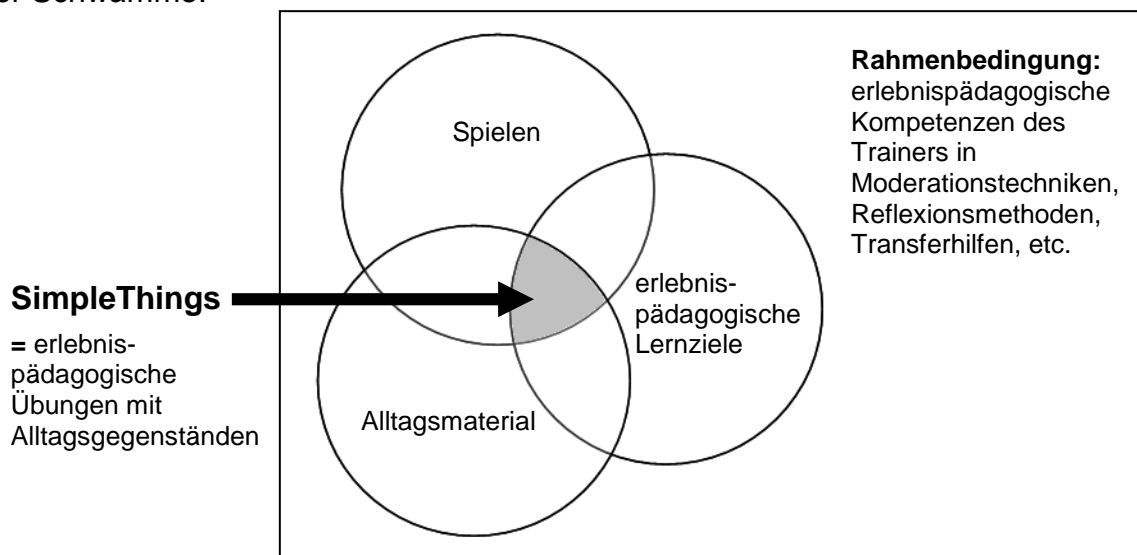 Spielen
Rahmenbedingung:
erlebnispädagogische
Kompetenzen des
Trainers in
Moderationstechniken,
Reflexionsmethoden,
Transferhilfen, etc.
SimpleThings
= erlebnis-
pädagogische
Übungen mit
Alltagsgegenständen
erlebnis-
pädagogische
Lernziele
Alltagsmaterial